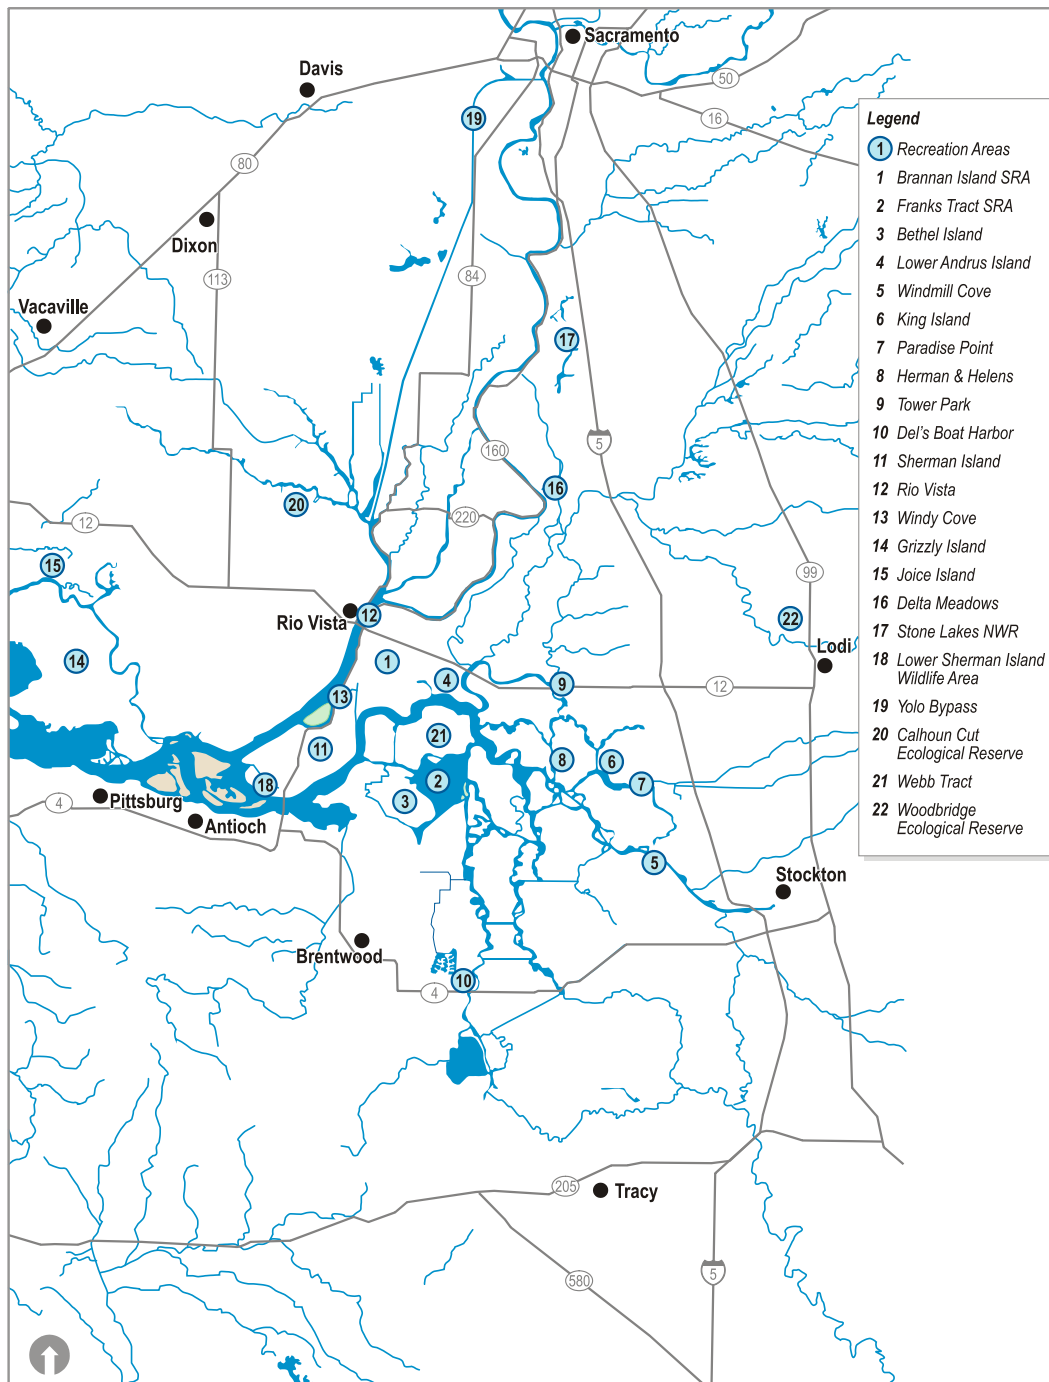 Sacramento
Davis
50
19
16
80
Dixon
113
84
Vacaville
17
5
160
16
20
220
12
15
99
Rio Vista
12
22
Lodi
14
1
4
13
9
12
21
11
8
6
18
2
7
3
Pittsburg
4
Antioch
5
Stockton
Brentwood
10
4
205
Tracy
580
5
Legend
1 Recreation Areas
1 Brannan Island SRA
2 Franks Tract SRA
3 Bethel Island
4 Lower Andrus Island
5 Windmill Cove
6 King Island
7 Paradise Point
8 Herman & Helens
9 Tower Park
10 Del's Boat Harbor
11 Sherman Island
12 Rio Vista
13 Windy Cove
14 Grizzly Island
15 Joice Island
16 Delta Meadows
17 Stone Lakes NWR
18 Lower Sherman Island
Wildlife Area
19 Yolo Bypass
20 Calhoun Cut
Ecological Reserve
21 Webb Tract
22 Woodbridge
Ecological Reserve